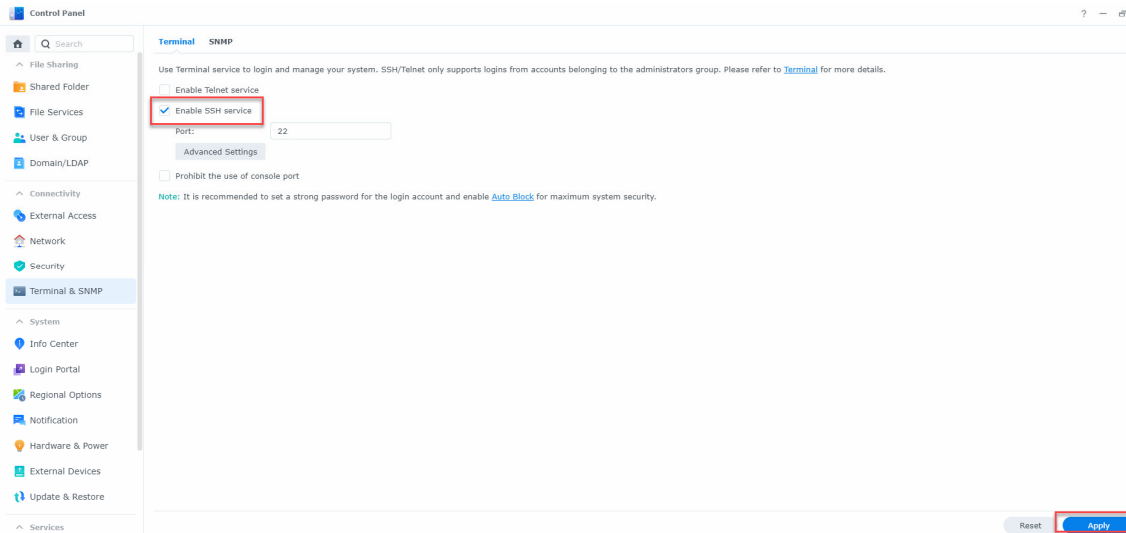 Control Panel
?
Search
File Sharing
Shared Folder
File Services
User & Group
Domain/LDAP
Connectivity
External Access
Network
Security
Terminal & SNMP
System
Info Center
Login Portal
Regional Options
Notification
Hardware & Power
External Devices
Update & Restore
Services
Terminal SNMP
Use Terminal service to login and manage your system. SSH/Telnet only supports logins from accounts belonging to the administrators group. Please refer to Terminal for more details.
Enable Telnet service
Enable SSH service
Port: 22
Advanced Settings
Prohibit the use of console port
Note: It is recommended to set a strong password for the login account and enable Auto Block for maximum system security.
Reset Apply